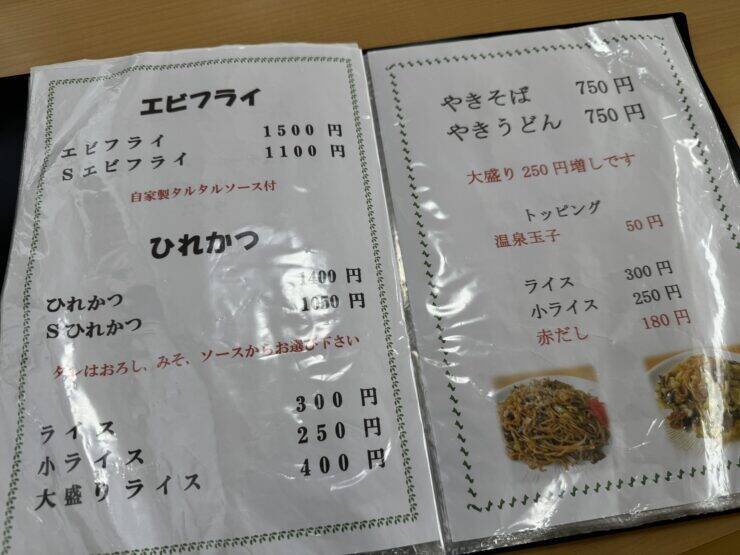 エビフライ
エビフライ 1500 円
S エビフライ 1100 円
自家製タルタルソース付
ひれかつ
ひれかつ 1400 円
S ひれかつ 1050 円
タレはおろし、みそ、ソースからお選び下さい
ライス 300 円
小ライス 250 円
大盛りライス 400 円
やきそば 750 円
やきうどん 750 円
大盛り 250 円増しです
トッピング
温泉玉子 50 円
ライス 300 円
小ライス 250 円
赤だし 180 円